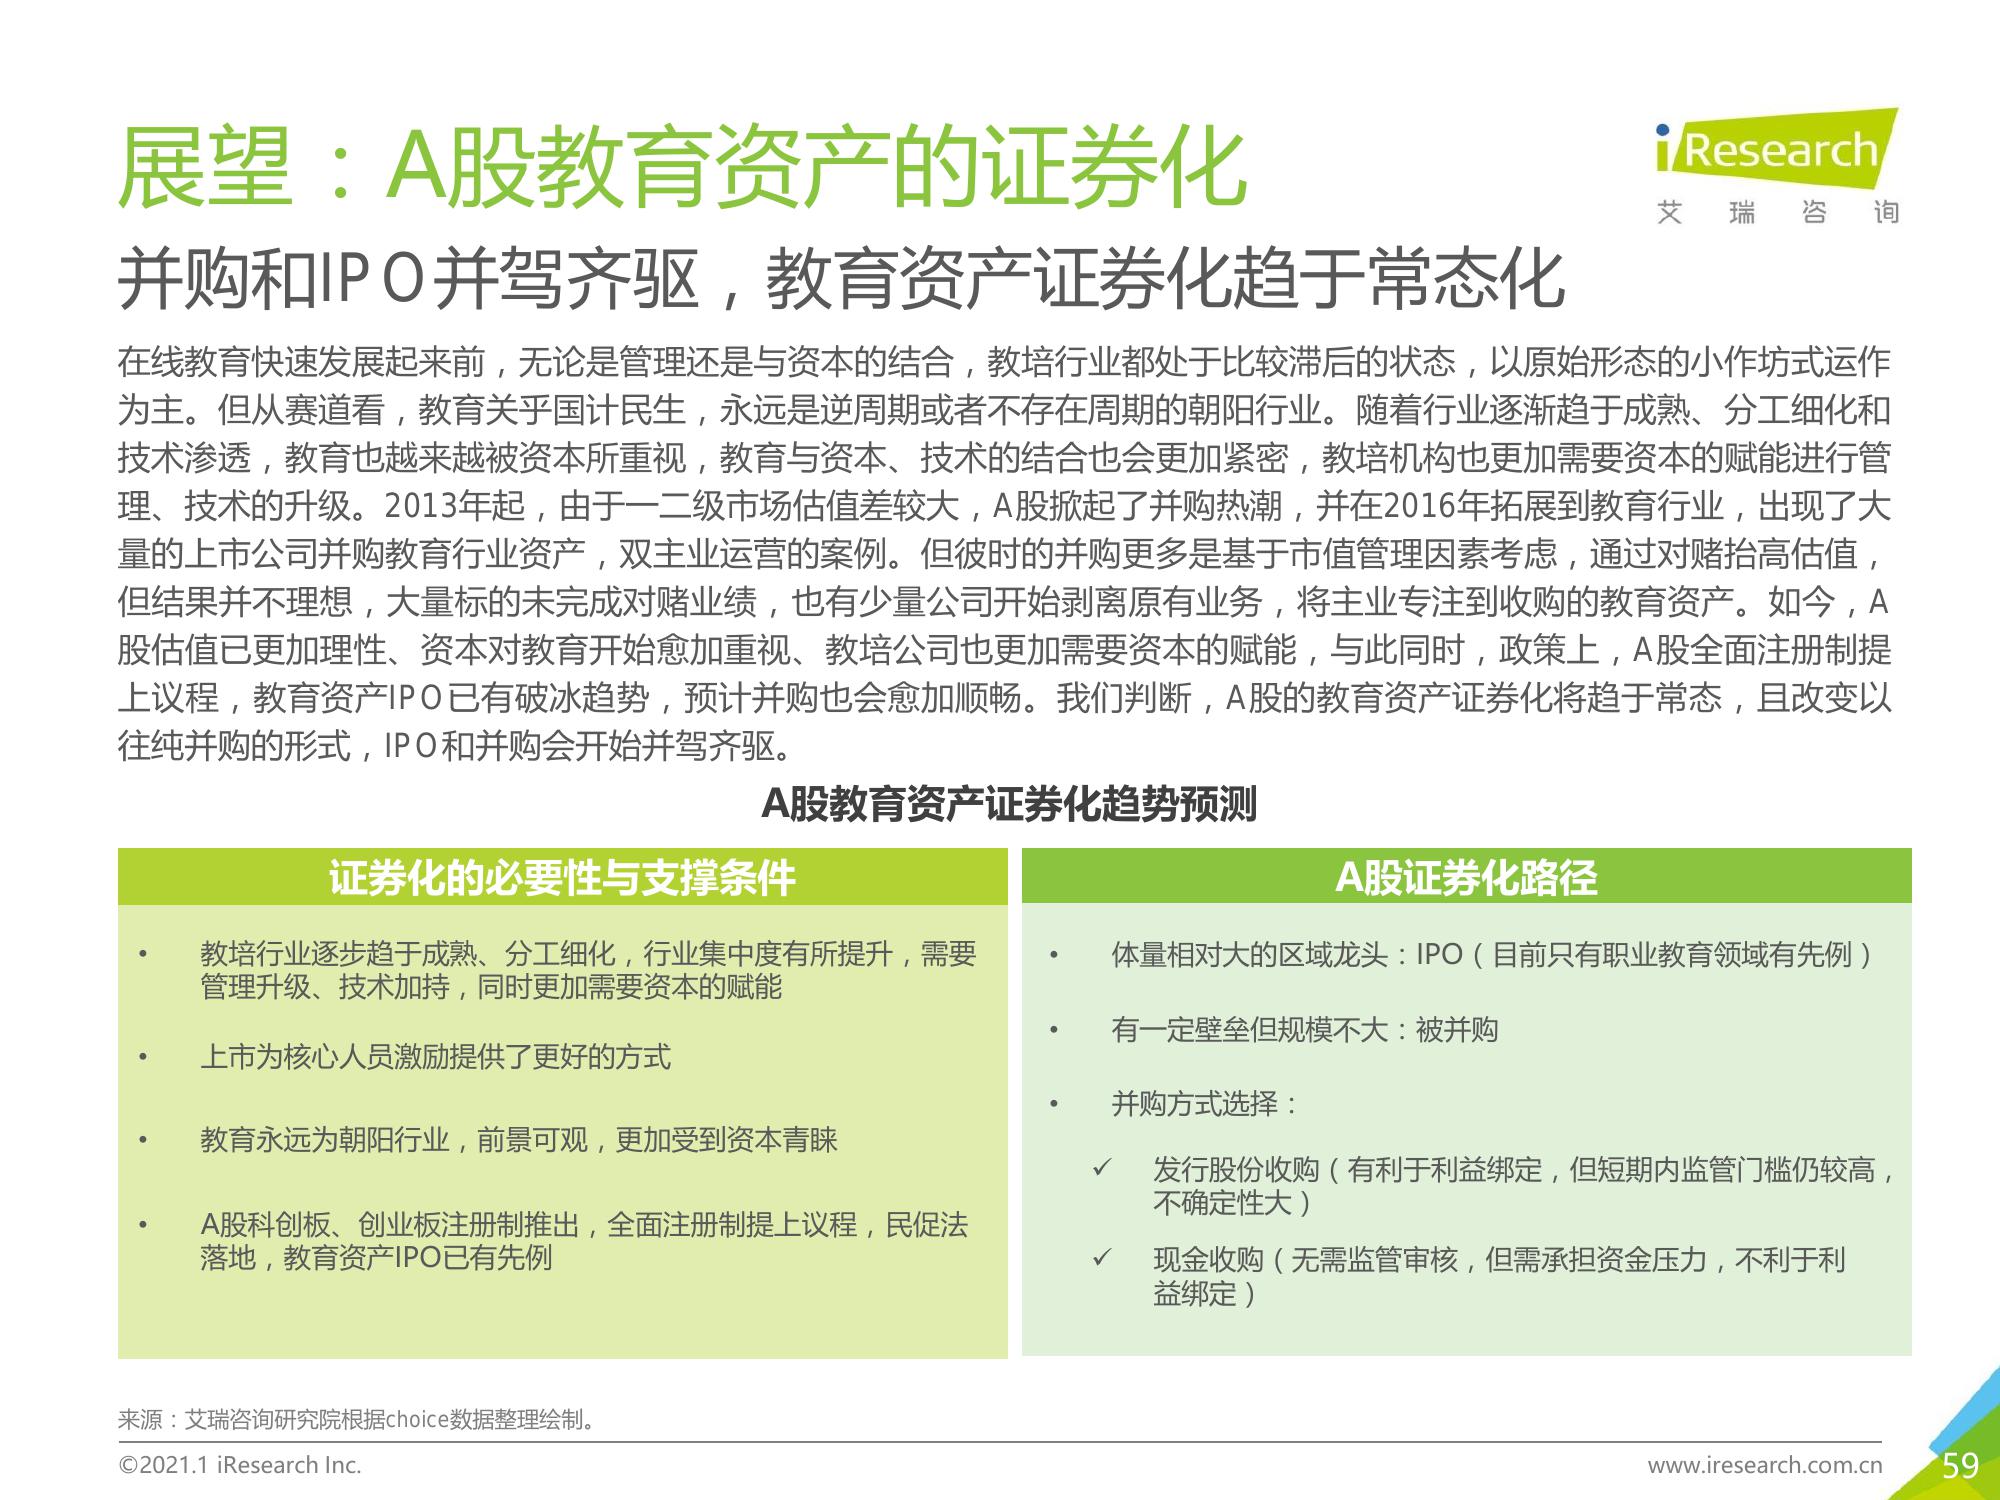 展望：A股教育资产的证券化
iResearch
艾瑞咨询
并购和IPO并驾齐驱，教育资产证券化趋于常态化
在线教育快速发展起来前，无论是管理还是与资本的结合，教培行业都处于比较滞后的状态，以原始形态的小作坊式运作
为主。但从赛道看，教育关乎国计民生，永远是逆周期或者不存在周期的朝阳行业。随着行业逐渐趋于成熟、分工细化和
技术渗透，教育也越来越被资本所重视，教育与资本、技术的结合也会更加紧密，教培机构也更加需要资本的赋能进行管
理、技术的升级。2013年起，由于一二级市场估值差较大，A股掀起了并购热潮，并在2016年拓展到教育行业，出现了大
量的上市公司并购教育行业资产，双主业运营的案例。但彼时的并购更多是基于市值管理因素考虑，通过对赌抬高估值，
但结果并不理想，大量标的未完成对赌业绩，也有少量公司开始剥离原有业务，将主业专注到收购的教育资产。如今，A
股估值已更加理性、资本对教育开始愈加重视、教培公司也更加需要资本的赋能，与此同时，政策上，A股全面注册制提
上议程，教育资产IPO已有破冰趋势，预计并购也会愈加顺畅。我们判断，A股的教育资产证券化将趋于常态，且改变以
往纯并购的形式，IPO和并购会开始并驾齐驱。
A股教育资产证券化趋势预测
证券化的必要性与支撑条件
• 教培行业逐步趋于成熟、分工细化，行业集中度有所提升，需要
管理升级、技术加持，同时更加需要资本的赋能
• 上市为核心人员激励提供了更好的方式
• 教育永远为朝阳行业，前景可观，更加受到资本青睐
• A股科创板、创业板注册制推出，全面注册制提上议程，民促法
落地，教育资产IPO已有先例
A股证券化路径
• 体量相对大的区域龙头：IPO（目前只有职业教育领域有先例）
• 有一定壁垒但规模不大：被并购
• 并购方式选择：
✓ 发行股份收购（有利于利益绑定，但短期内监管门槛仍较高，
不确定性大）
✓ 现金收购（无需监管审核，但需承担资金压力，不利于利
益绑定）
来源：艾瑞咨询研究院根据choice数据整理绘制。
©2021.1 iResearch Inc.
www.iresearch.com.cn
59